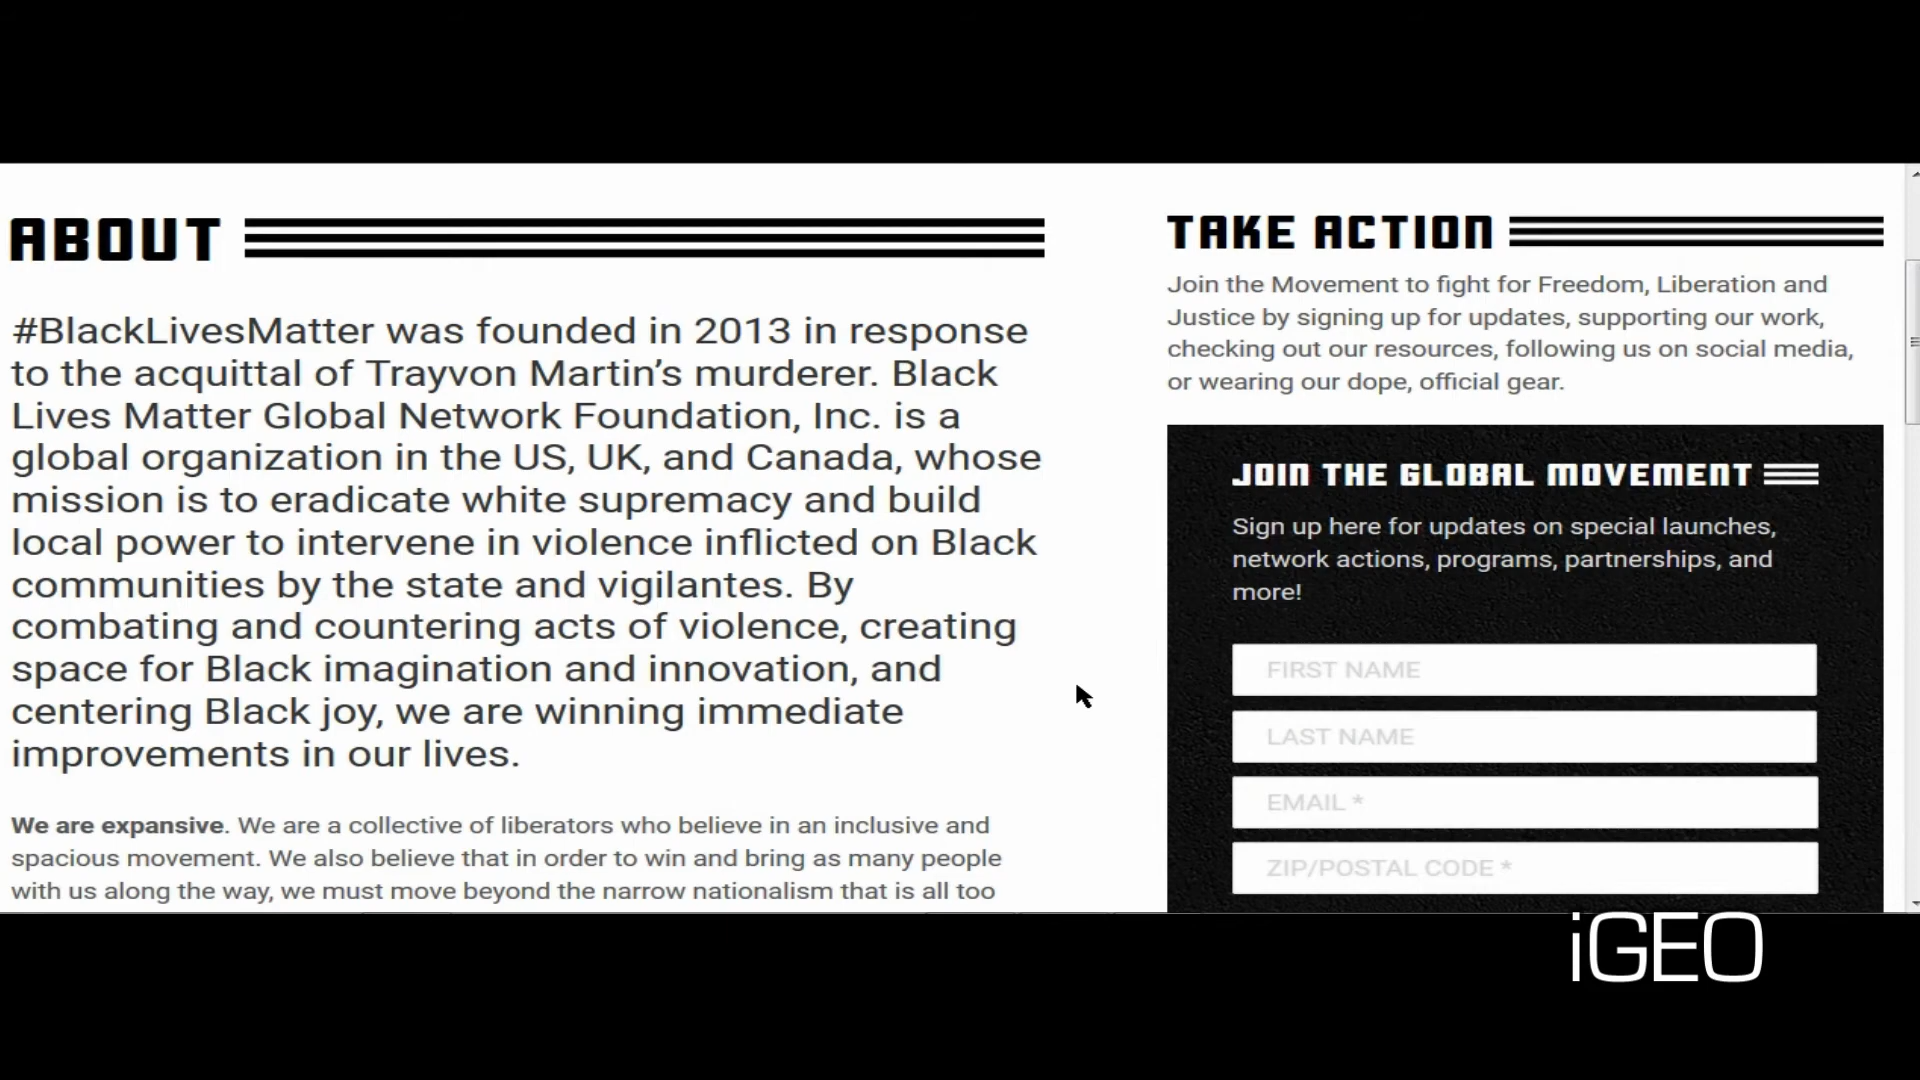 ABOUT
#BlackLivesMatter was founded in 2013 in response
to the acquittal of Trayvon Martin’s murderer. Black
Lives Matter Global Network Foundation, Inc. is a
global organization in the US, UK, and Canada, whose
mission is to eradicate white supremacy and build
local power to intervene in violence inflicted on Black
communities by the state and vigilantes. By
combating and countering acts of violence, creating
space for Black imagination and innovation, and
centering Black joy, we are winning immediate
improvements in our lives.
We are expansive. We are a collective of liberators who believe in an inclusive and
spacious movement. We also believe that in order to win and bring as many people
with us along the way, we must move beyond the narrow nationalism that is all too
TAKE ACTION
Join the Movement to fight for Freedom, Liberation and
Justice by signing up for updates, supporting our work,
checking out our resources, following us on social media,
or wearing our dope, official gear.
JOIN THE GLOBAL MOVEMENT
Sign up here for updates on special launches,
network actions, programs, partnerships, and
more!
FIRST NAME
LAST NAME
EMAIL *
ZIP/POSTAL CODE *
iGEO